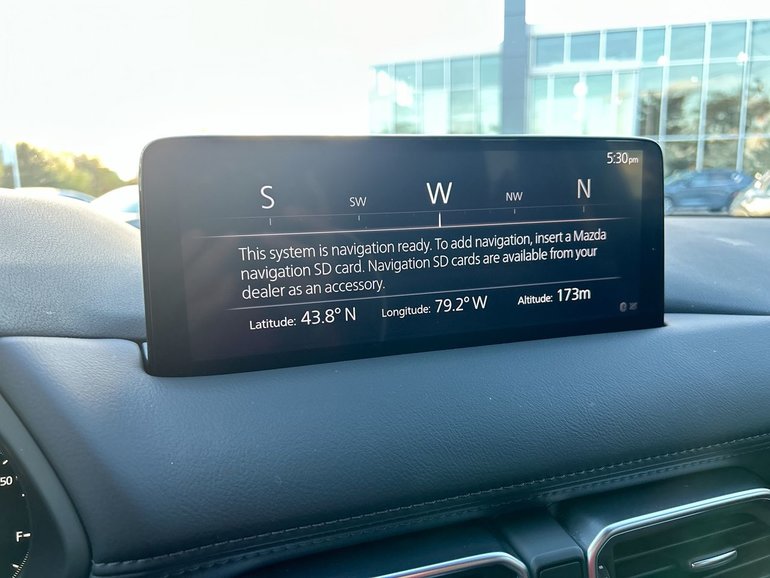 5:30pm
S SW W NW N
This system is navigation ready. To add navigation, insert a Mazda
navigation SD card. Navigation SD cards are available from your
dealer as an accessory.
Latitude: 43.8° N Longitude: 79.2° W Altitude: 173m
50
F